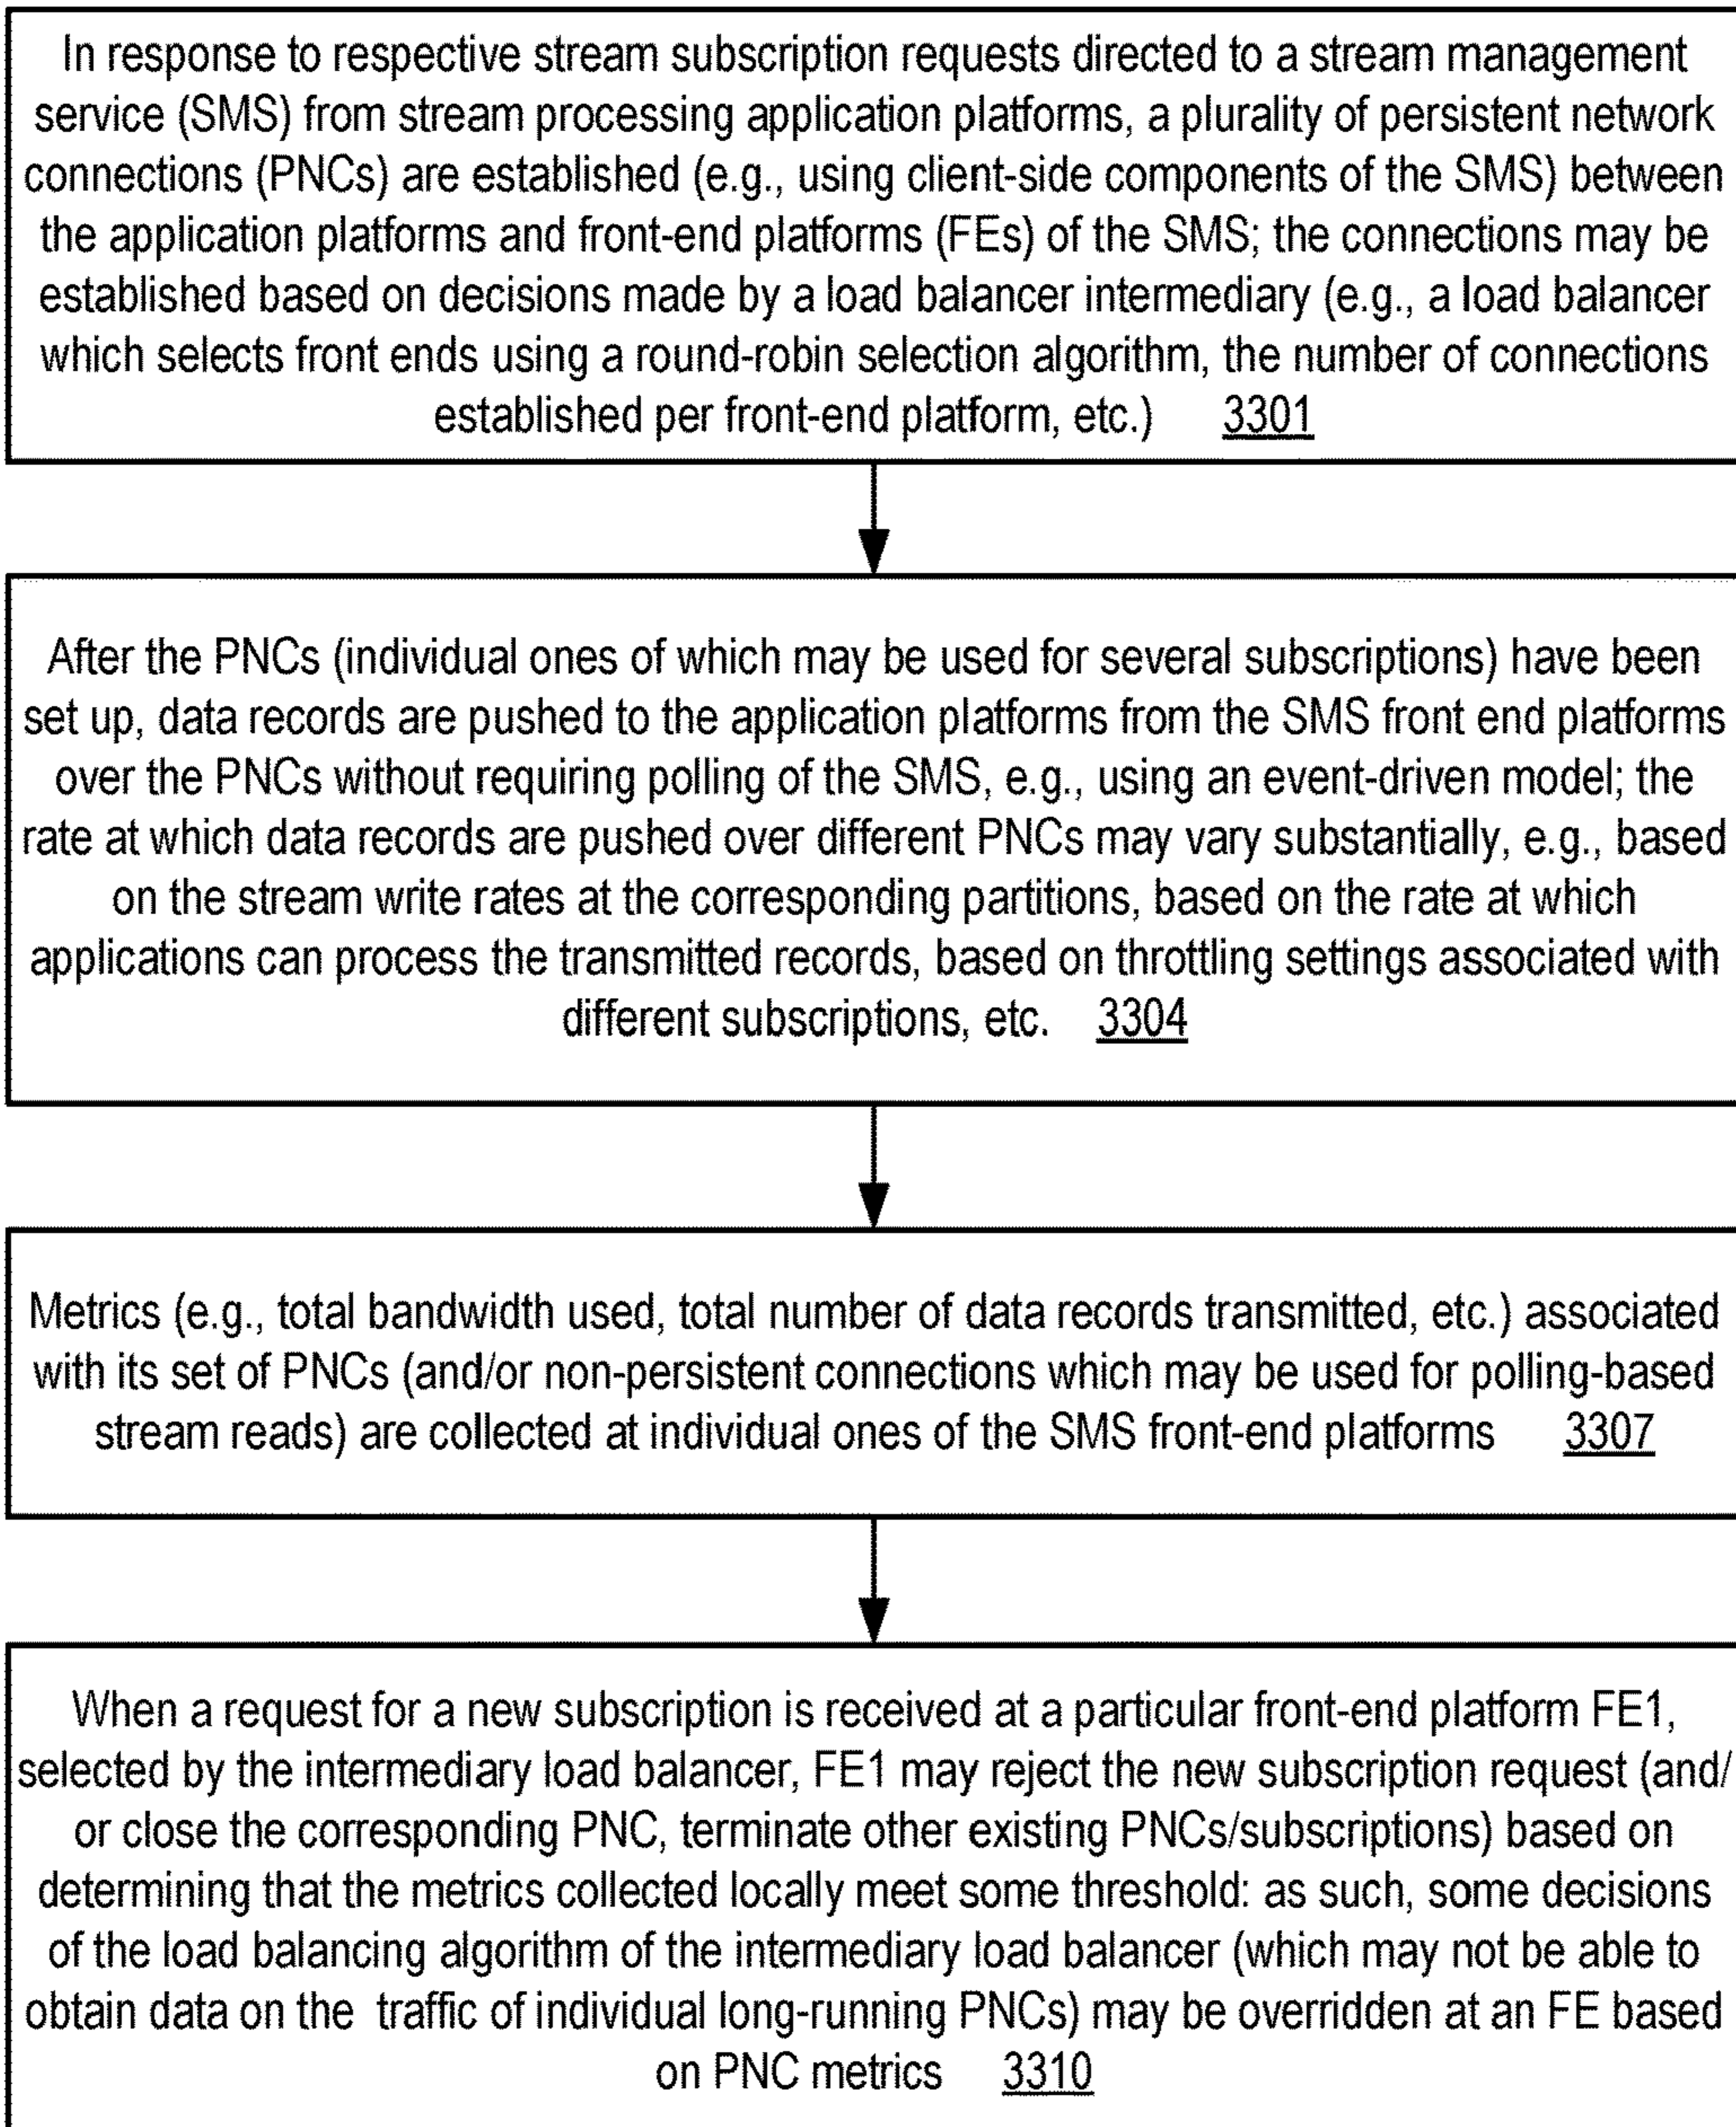 In response to respective stream subscription requests directed to a stream management
service (SMS) from stream processing application platforms, a plurality of persistent network
connections (PNCs) are established (e.g., using client-side components of the SMS) between
the application platforms and front-end platforms (FEs) of the SMS; the connections may be
established based on decisions made by a load balancer intermediary (e.g., a load balancer
which selects front ends using a round-robin selection algorithm, the number of connections
established per front-end platform, etc.) 3301
After the PNCs (individual ones of which may be used for several subscriptions) have been
set up, data records are pushed to the application platforms from the SMS front end platforms
over the PNCs without requiring polling of the SMS, e.g., using an event-driven model; the
rate at which data records are pushed over different PNCs may vary substantially, e.g., based
on the stream write rates at the corresponding partitions, based on the rate at which
applications can process the transmitted records, based on throttling settings associated with
different subscriptions, etc. 3304
Metrics (e.g., total bandwidth used, total number of data records transmitted, etc.) associated
with its set of PNCs (and/or non-persistent connections which may be used for polling-based
stream reads) are collected at individual ones of the SMS front-end platforms 3307
When a request for a new subscription is received at a particular front-end platform FE1,
selected by the intermediary load balancer, FE1 may reject the new subscription request (and/
or close the corresponding PNC, terminate other existing PNCs/subscriptions) based on
determining that the metrics collected locally meet some threshold: as such, some decisions
of the load balancing algorithm of the intermediary load balancer (which may not be able to
obtain data on the traffic of individual long-running PNCs) may be overridden at an FE based
on PNC metrics 3310